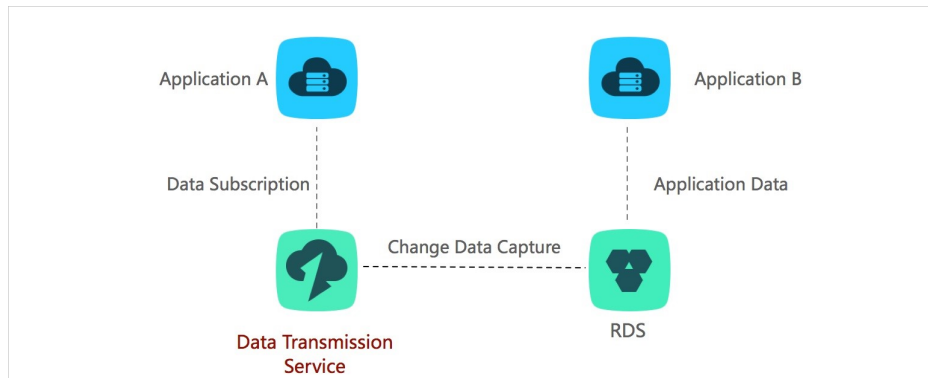 Application A
Application B
Data Subscription
Application Data
Change Data Capture
RDS
Data Transmission
Service